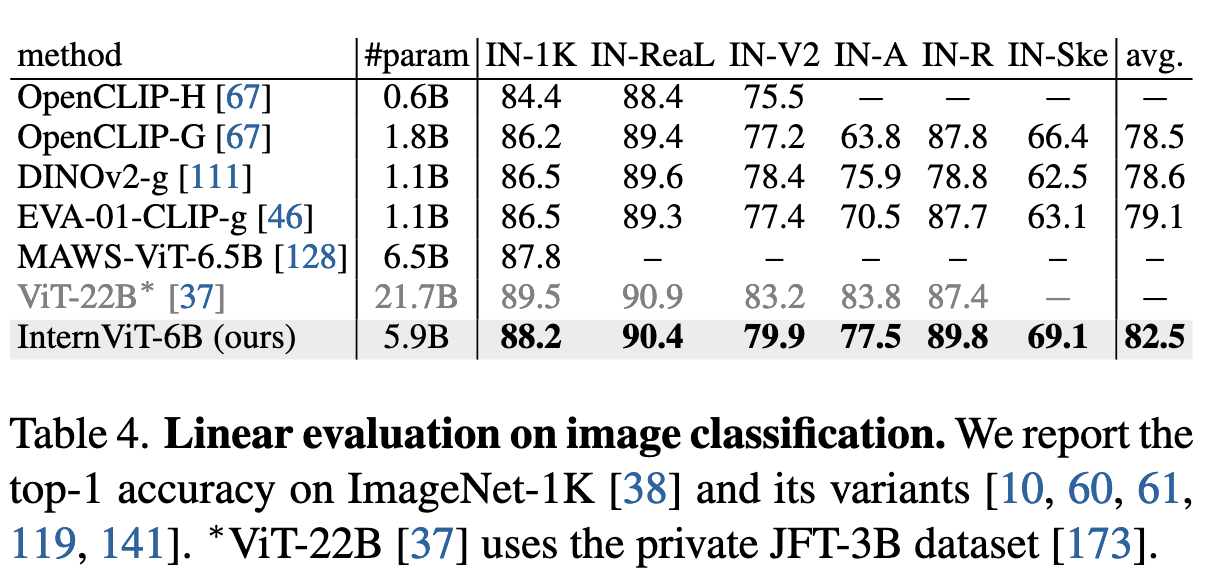 method #param IN-1K IN-ReaL IN-V2 IN-A IN-R IN-Ske avg.
OpenCLIP-H [67] 0.6B 84.4 88.4 75.5 – – – –
OpenCLIP-G [67] 1.8B 86.2 89.4 77.2 63.8 87.8 66.4 78.5
DINOv2-g [111] 1.1B 86.5 89.6 78.4 75.9 78.8 62.5 78.6
EVA-01-CLIP-g [46] 1.1B 86.5 89.3 77.4 70.5 87.7 63.1 79.1
MAWS-ViT-6.5B [128] 6.5B 87.8 – – – – – –
ViT-22B* [37] 21.7B 89.5 90.9 83.2 83.8 87.4 – –
InternViT-6B (ours) 5.9B 88.2 90.4 79.9 77.5 89.8 69.1 82.5
Table 4. Linear evaluation on image classification. We report the
top-1 accuracy on ImageNet-1K [38] and its variants [10, 60, 61,
119, 141]. *ViT-22B [37] uses the private JFT-3B dataset [173].